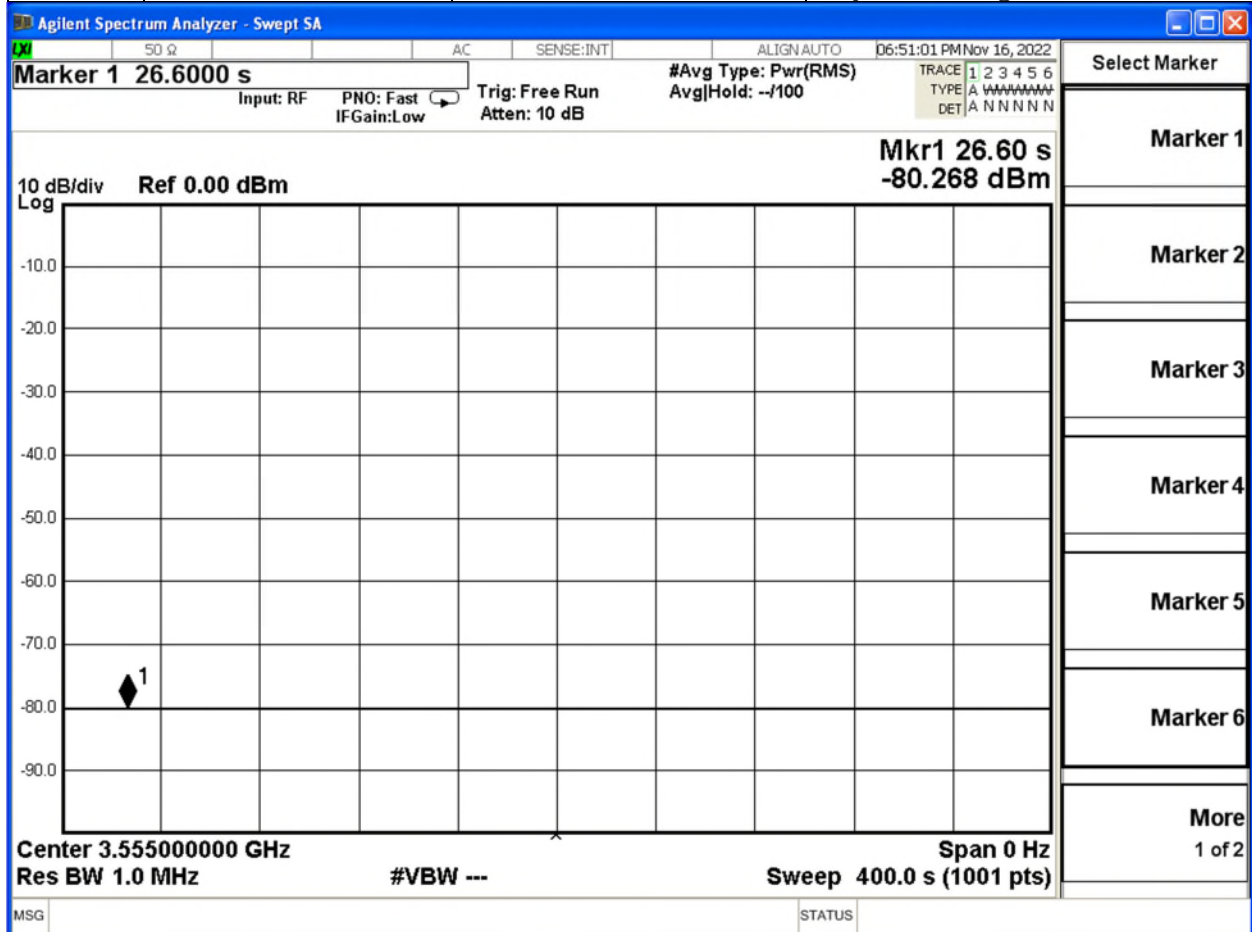 Agilent Spectrum Analyzer - Swept SA
LXI 50 Ω AC SENSE:INT ALIGN AUTO 06:51:01 PM Nov 16, 2022
Marker 1 26.6000 s
Input: RF PNO: Fast IFGain:Low
Trig: Free Run
Atten: 10 dB
#Avg Type: Pwr(RMS)
Avg|Hold: --/100
TRACE 1 2 3 4 5 6
TYPE A WWWWW
DET A N N N N N
Mkr1 26.60 s
-80.268 dBm
10 dB/div Ref 0.00 dBm
Log
-10.0
-20.0
-30.0
-40.0
-50.0
-60.0
-70.0
-80.0
-90.0
1
Center 3.555000000 GHz Span 0 Hz
Res BW 1.0 MHz #VBW --- Sweep 400.0 s (1001 pts)
MSG STATUS
Select Marker
Marker 1
Marker 2
Marker 3
Marker 4
Marker 5
Marker 6
More
1 of 2